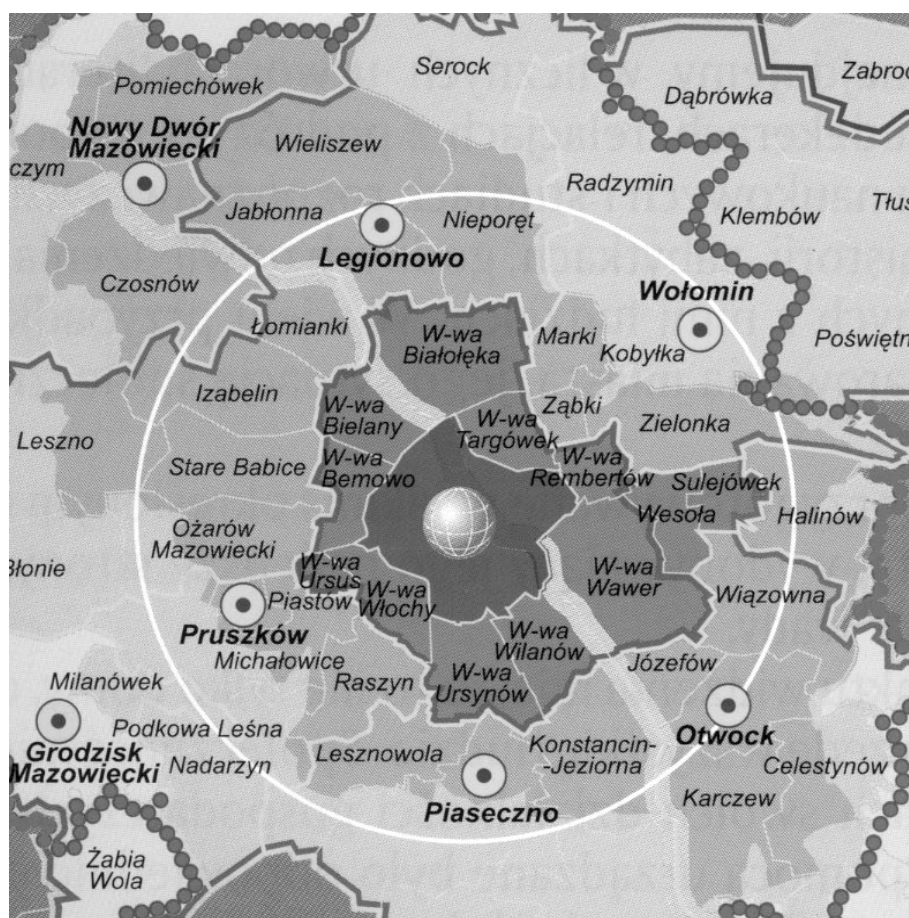 Serock
Zabro
Pomiechówek
Dąbrówka
Nowy Dwór
Mazowiecki
Wieliszew
czym
Radzymin
Tłus
Jabłonna
Nieporęt
Klembów
Legionowo
Czosnów
Wołomin
Łomianki
Marki
Poświętn
W-wa
Białołęka
Kobyłka
Izabelin
W-wa
Bielany
Ząbki
W-wa
Targówek
Zielonka
Leszno
Stare Babice
W-wa
Bemowo
W-wa
Rembertów
Sulejówek
Wesoła
Halinów
Ożarów
Mazowiecki
Błonie
W-wa
Ursus
W-wa
Włochy
W-wa
Wawer
Wiązowna
Piastów
Pruszków
Michałowice
W-wa
Wilanów
Józefów
Milanówek
Raszyn
W-wa
Ursynów
Podkowa Leśna
Otwock
Grodzisk
Mazowiecki
Nadarzyn
Lesznowola
Konstancin-
-Jeziorna
Celestynów
Karczew
Piaseczno
Żabia
Wola